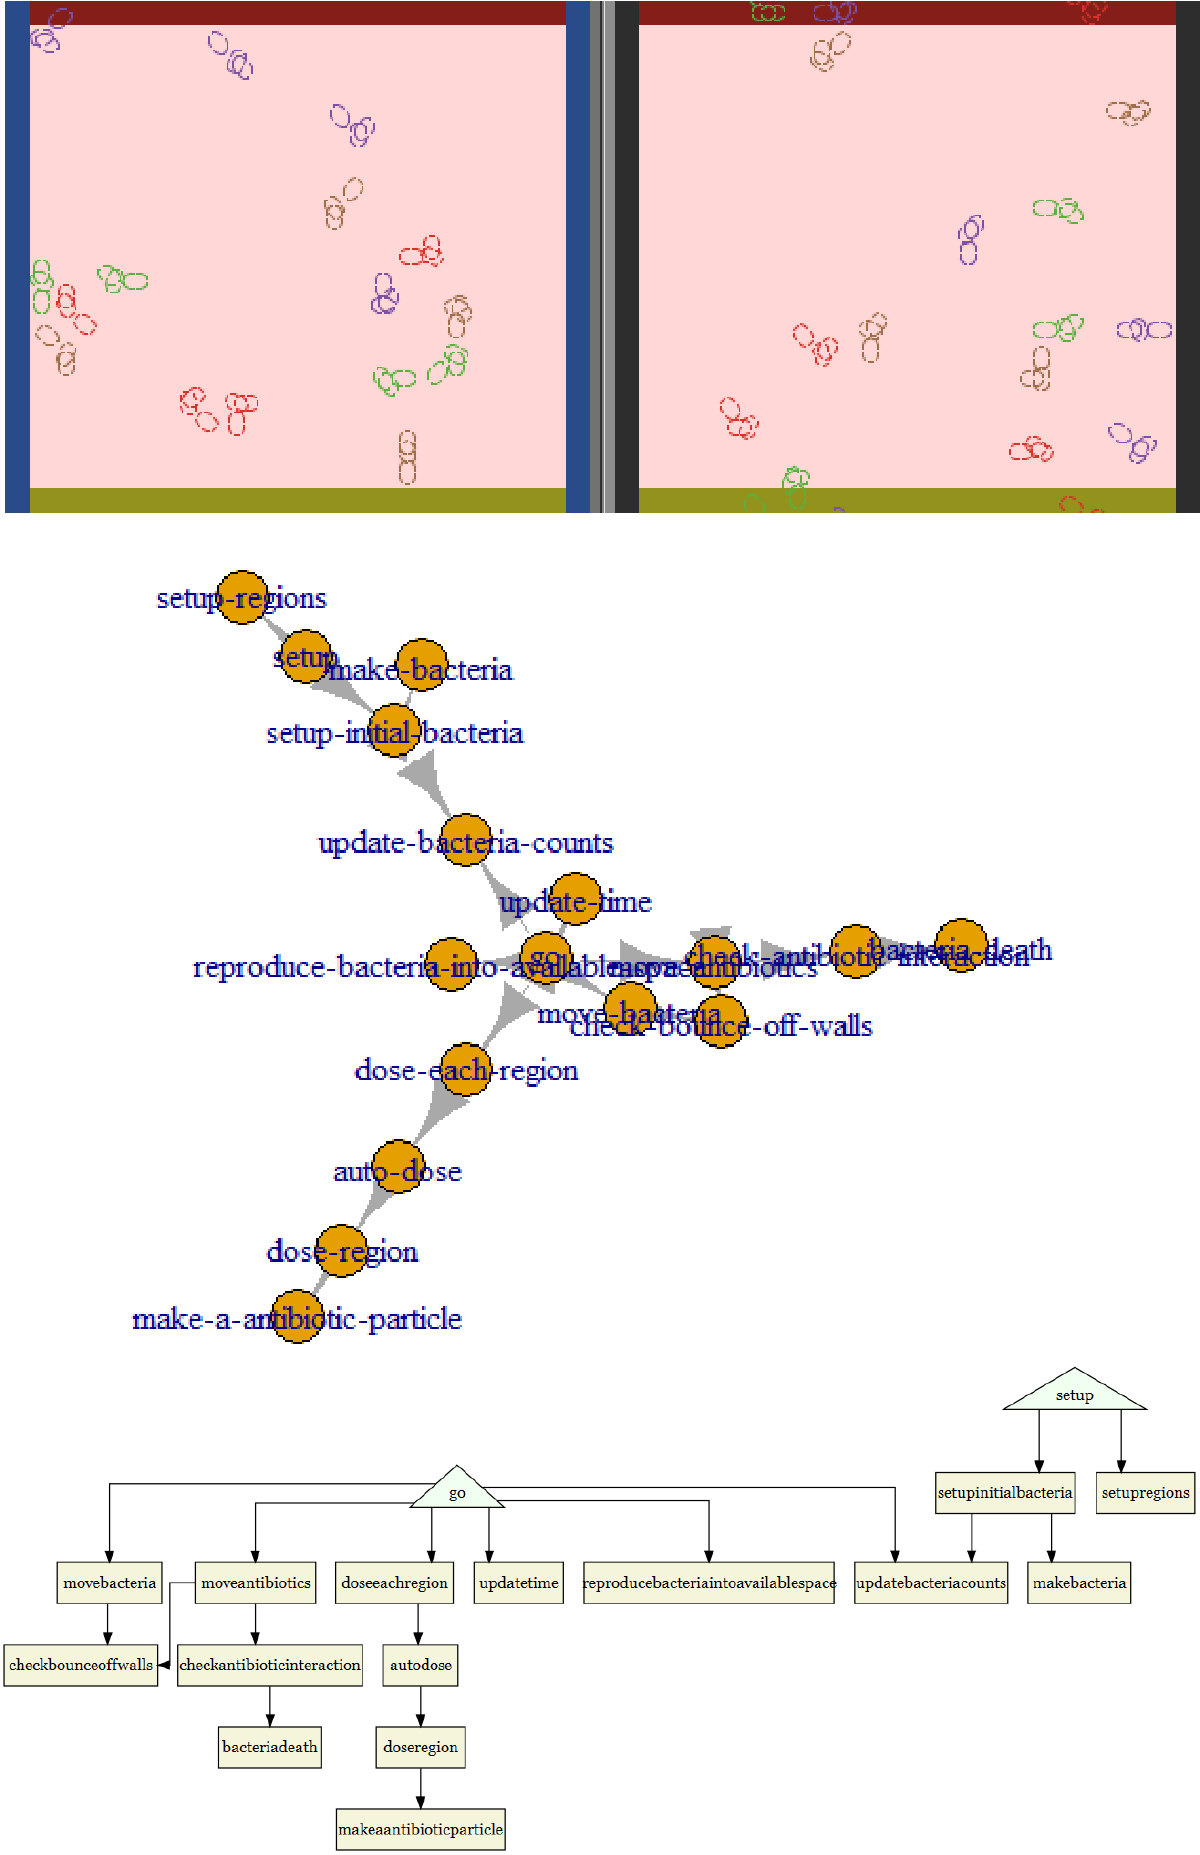 setup-regions
setup
make-bacteria
setup-initial-bacteria
update-bacteria-counts
update-time
reproduce-bacteria-into-available-space
go
move-antibiotics
check-antibiotic-interaction
bacteria-death
move-bacteria
check-bounce-off-walls
dose-each-region
auto-dose
dose-region
make-a-antibiotic-particle
setup
go
setupinitialbacteria
setupregions
movebacteria
moveantibiotics
doseeachregion
updatetime
reproducebacteriaintoavailablespace
updatebacteriacounts
makebacteria
checkbounceoffwalls
checkantibioticinteraction
autodose
bacteriadeath
doseregion
makeaantibioticparticle